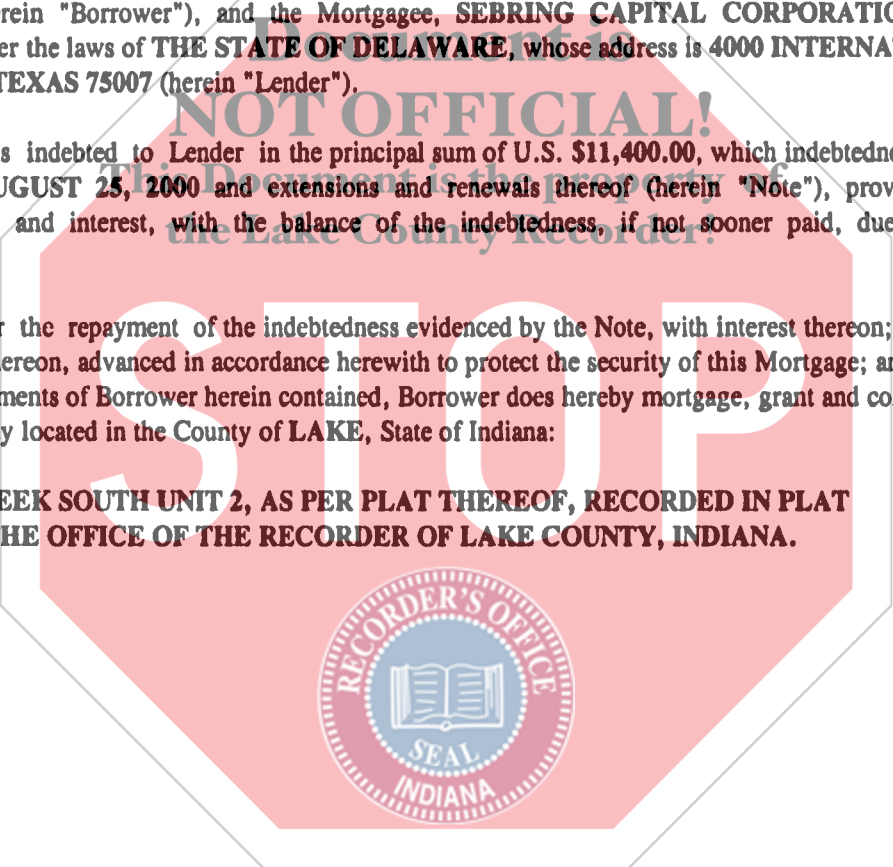 erein "Borrower"), and the Mortgagee, SEBRING CAPITAL CORPORATIO
er the laws of THE STATE OF DELAWARE, whose address is 4000 INTERNAT
TEXAS 75007 (herein "Lender").
Document is
NOT OFFICIAL!
This Document is the property of
the Lake County Recorder!
s indebted to Lender in the principal sum of U.S. $11,400.00, which indebtedne
UGUST 25, 2000 and extensions and renewals thereof (herein "Note"), prov
and interest, with the balance of the indebtedness, if not sooner paid, due
r the repayment of the indebtedness evidenced by the Note, with interest thereon;
ereon, advanced in accordance herewith to protect the security of this Mortgage; an
ments of Borrower herein contained, Borrower does hereby mortgage, grant and co
y located in the County of LAKE, State of Indiana:
STOP
EEK SOUTH UNIT 2, AS PER PLAT THEREOF, RECORDED IN PLAT
HE OFFICE OF THE RECORDER OF LAKE COUNTY, INDIANA.
RECORDER'S OFFICE
SEAL
INDIANA